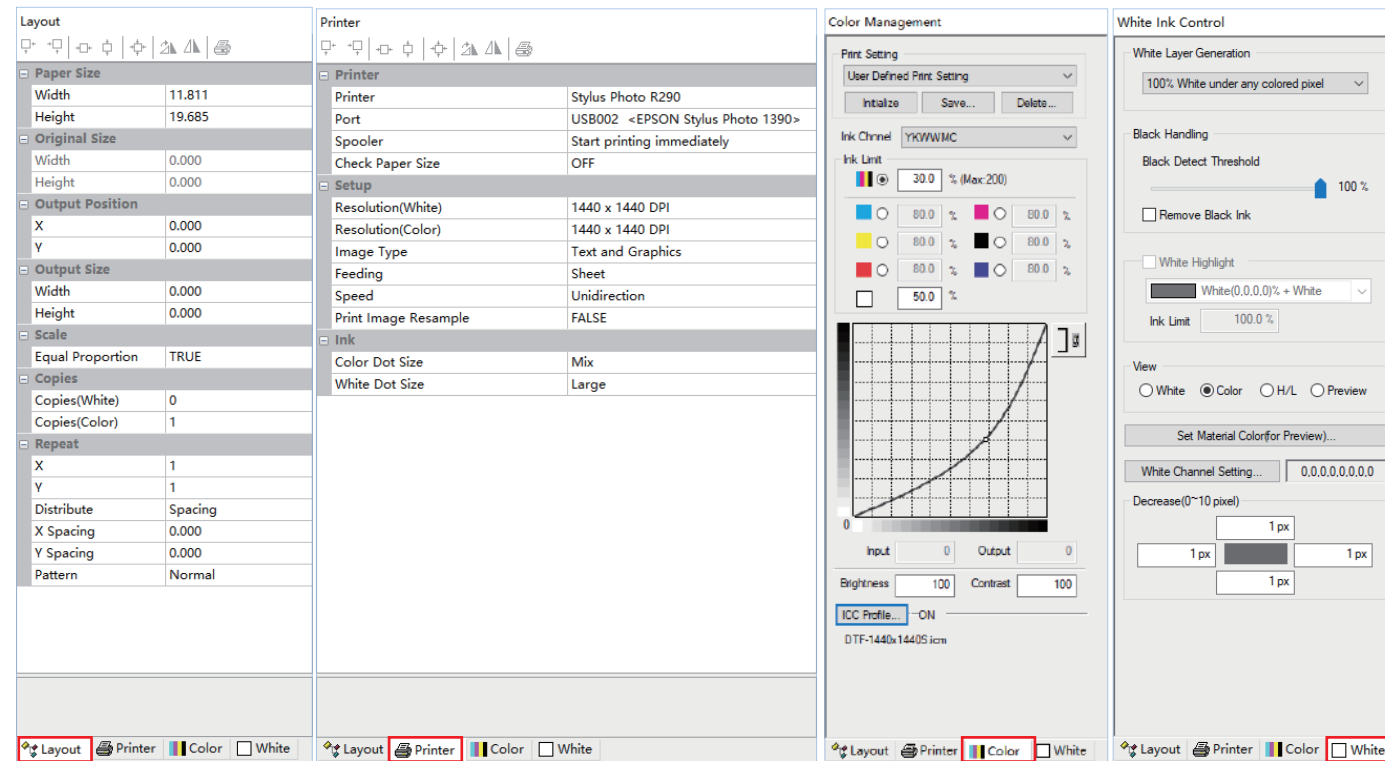 Layout
Paper Size
Width 11.811
Height 19.685
Original Size
Width 0.000
Height 0.000
Output Position
X 0.000
Y 0.000
Output Size
Width 0.000
Height 0.000
Scale
Equal Proportion TRUE
Copies
Copies(White) 0
Copies(Color) 1
Repeat
X 1
Y 1
Distribute Spacing
X Spacing 0.000
Y Spacing 0.000
Pattern Normal
Layout Printer Color White
Printer
Printer
Printer Stylus Photo R290
Port USB002 <EPSON Stylus Photo 1390>
Spooler Start printing immediately
Check Paper Size OFF
Setup
Resolution(White) 1440 x 1440 DPI
Resolution(Color) 1440 x 1440 DPI
Image Type Text and Graphics
Feeding Sheet
Speed Unidirection
Print Image Resample FALSE
Ink
Color Dot Size Mix
White Dot Size Large
Layout Printer Color White
Color Management
Print Setting
User Defined Print Setting
Initialize Save... Delete...
Ink Chnnel YKWWMC
Ink Limit
30.0 % (Max:200)
80.0 % 80.0 %
80.0 % 80.0 %
80.0 % 80.0 %
50.0 %
0
Input 0 Output 0
Brightness 100 Contrast 100
ICC Profile... ON
DTF-1440x1440S.icm
Layout Printer Color White
White Ink Control
White Layer Generation
100% White under any colored pixel
Black Handling
Black Detect Threshold
100 %
Remove Black Ink
White Highlight
White(0,0,0,0)% + White
Ink Limit 100.0 %
View
White Color H/L Preview
Set Material Color(for Preview)...
White Channel Setting... 0,0,0,0,0,0,0,0
Decrease(0~10 pixel)
1 px
1 px 1 px
1 px
Layout Printer Color White